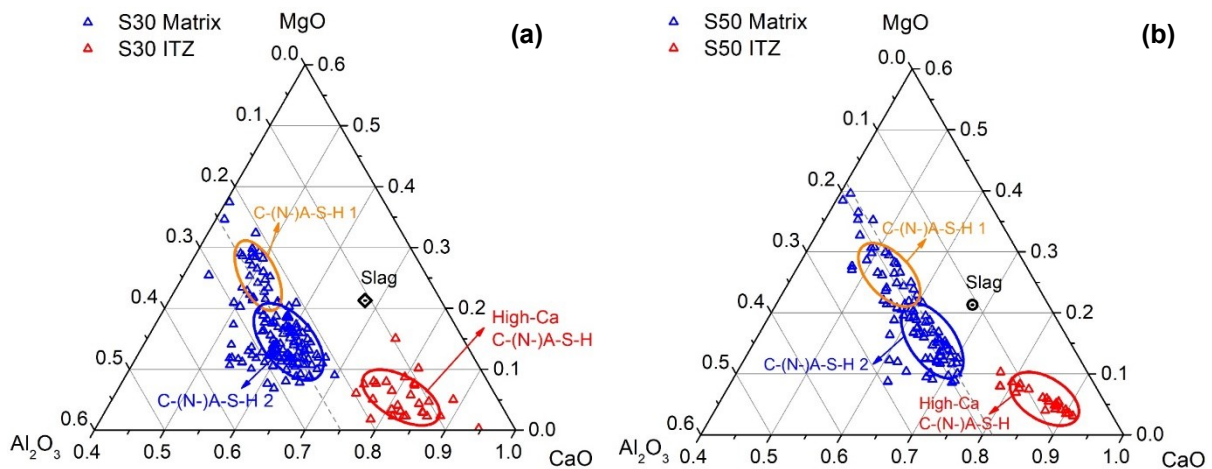 S30 Matrix
S30 ITZ
MgO
(a)
0.0
0.6
0.1
0.5
0.2
0.4
C-(N-)A-S-H 1
0.3
0.3
Slag
0.4
0.2
High-Ca
C-(N-)A-S-H
0.5
0.1
C-(N-)A-S-H 2
0.6
0.0
Al₂O₃
0.4
0.5
0.6
0.7
0.8
0.9
1.0
CaO
S50 Matrix
S50 ITZ
MgO
(b)
0.0
0.6
0.1
0.5
0.2
0.4
C-(N-)A-S-H 1
0.3
0.3
Slag
0.4
0.2
C-(N-)A-S-H 2
0.5
0.1
High-Ca
C-(N-)A-S-H
0.6
0.0
Al₂O₃
0.4
0.5
0.6
0.7
0.8
0.9
1.0
CaO